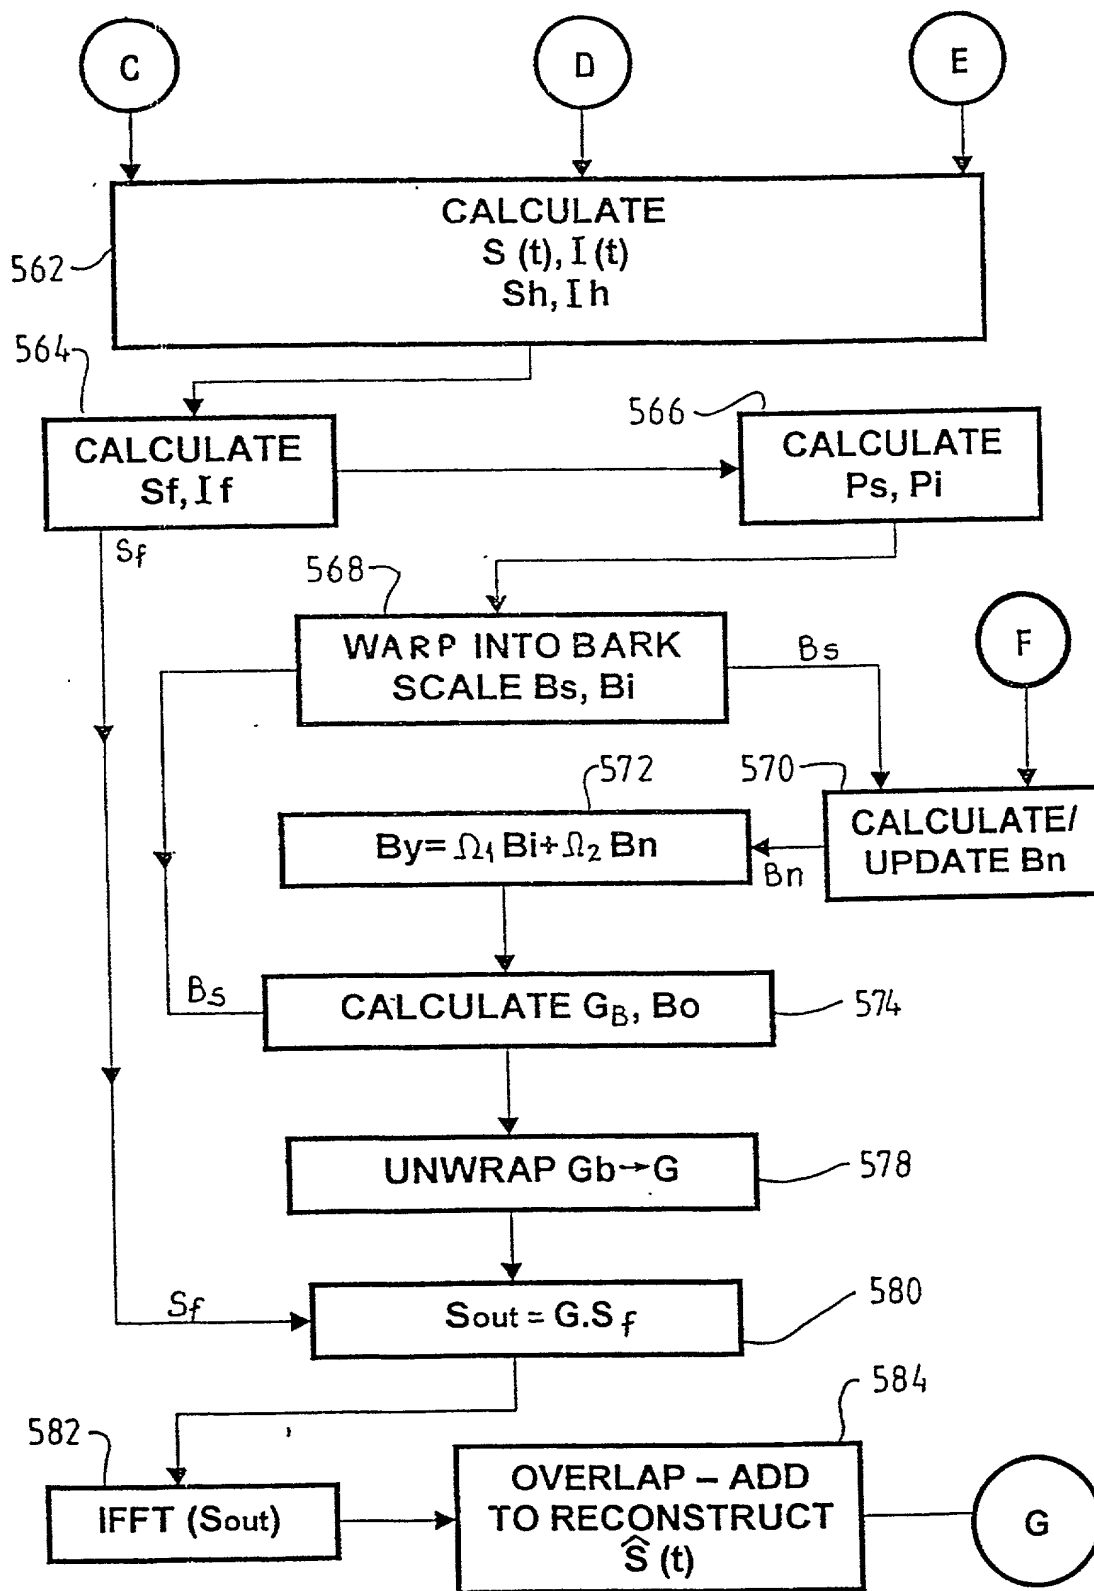 C
D
E
CALCULATE
S (t), I (t)
Sh, Ih
562
564
CALCULATE
Sf, If
566
CALCULATE
Ps, Pi
Sf
568
WARP INTO BARK
SCALE Bs, Bi
Bs
F
572
570
By= Ω1 Bi+Ω2 Bn
Bn
CALCULATE/
UPDATE Bn
Bs
CALCULATE GB, Bo
574
UNWRAP Gb→G
578
Sf
Sout = G.Sf
580
582
584
IFFT (Sout)
OVERLAP – ADD
TO RECONSTRUCT
Ŝ (t)
G